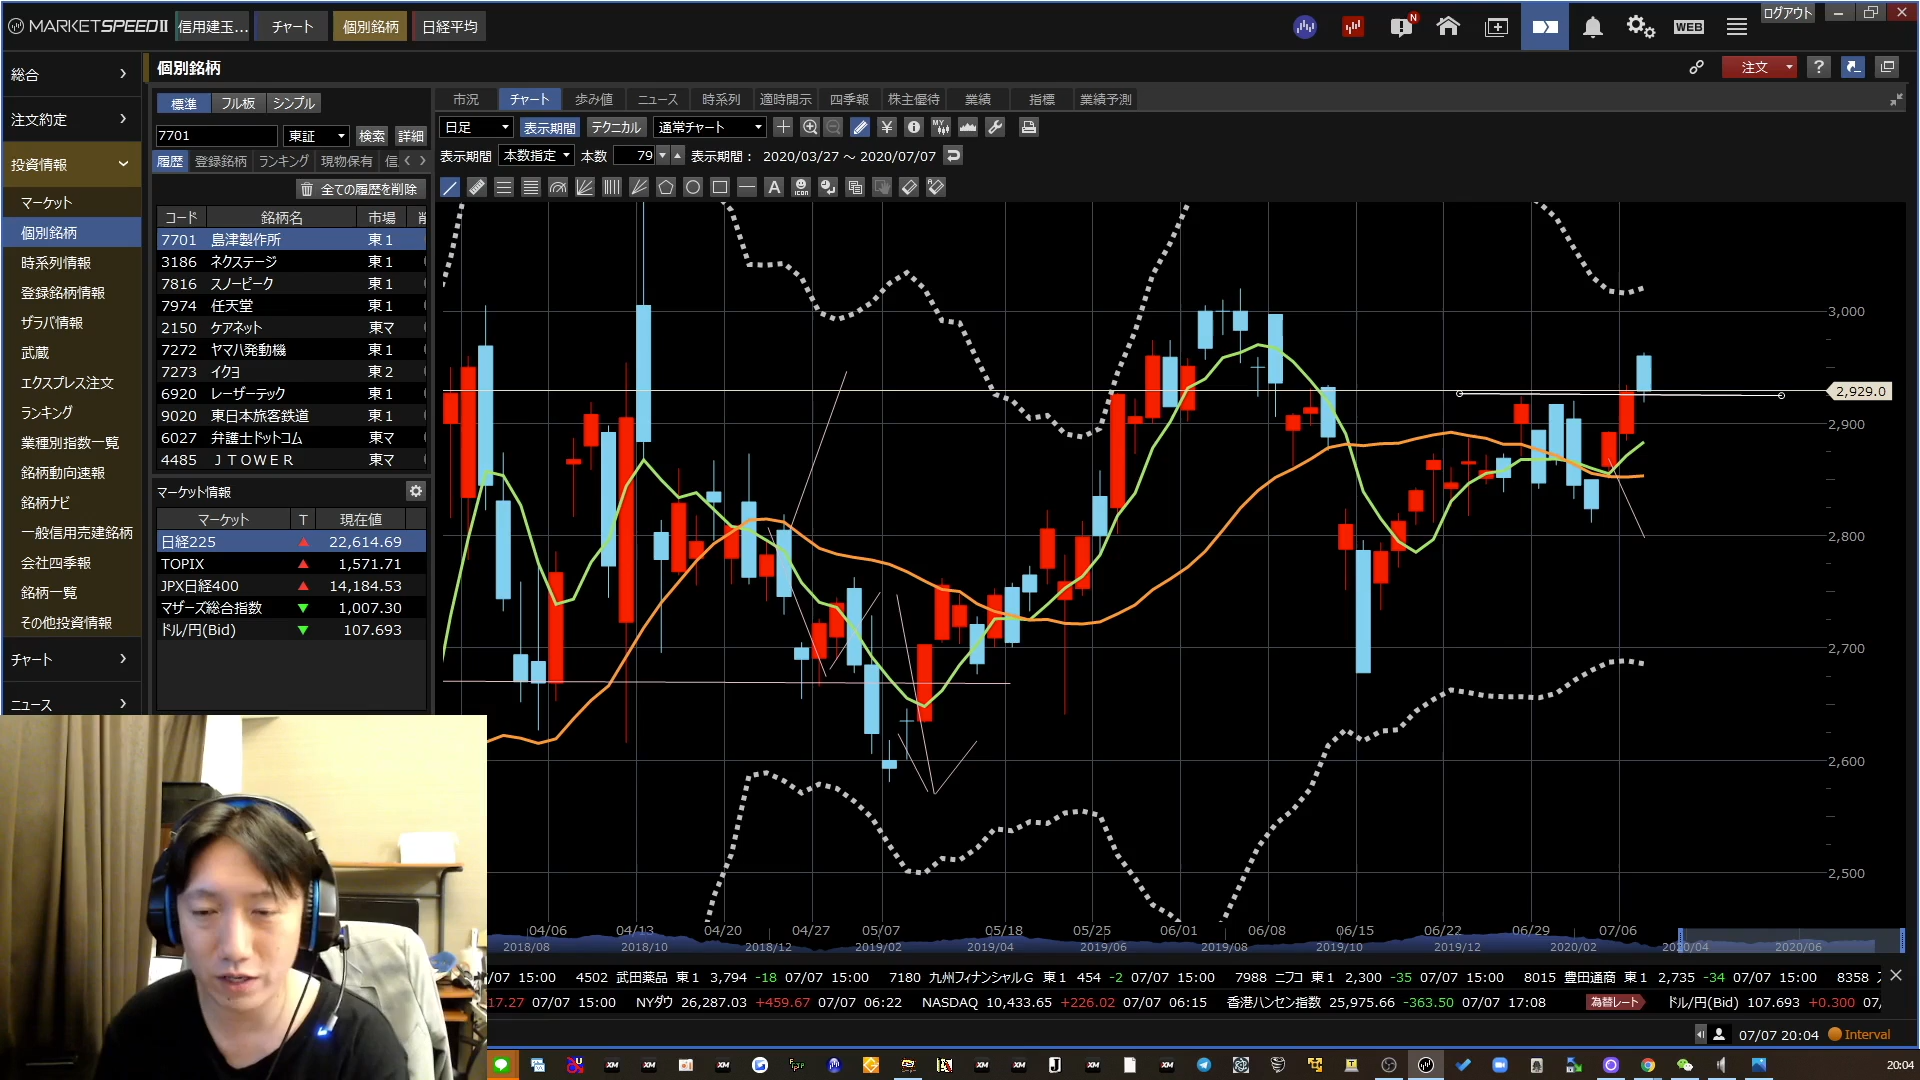 MARKETSPEEDⅡ 信用建玉... チャート 個別銘柄 日経平均
N WEB ログアウト
総合
注文約定
投資情報
マーケット
個別銘柄
時系列情報
登録銘柄情報
ザラバ情報
武蔵
エクスプレス注文
ランキング
業種別指数一覧
銘柄動向速報
銘柄ナビ
一般信用売建銘柄
会社四季報
銘柄一覧
その他投資情報
チャート
ニュース
個別銘柄
注文 ?
標準 フル板 シンプル
7701 東証 検索 詳細
履歴 登録銘柄 ランキング 現物保有 信
全ての履歴を削除
コード 銘柄名 市場
7701 島津製作所 東1
3186 ネクステージ 東1
7816 スノーピーク 東1
7974 任天堂 東1
2150 ケアネット 東マ
7272 ヤマハ発動機 東1
7273 イクヨ 東2
6920 レーザーテック 東1
9020 東日本旅客鉄道 東1
6027 弁護士ドットコム 東マ
4485 ＪＴＯＷＥＲ 東マ
マーケット情報
マーケット T 現在値
日経225 ▲ 22,614.69
TOPIX ▲ 1,571.71
JPX日経400 ▲ 14,184.53
マザーズ総合指数 ▼ 1,007.30
ドル/円(Bid) ▼ 107.693
市況 チャート 歩み値 ニュース 時系列 適時開示 四季報 株主優待 業績 指標 業績予測
日足 表示期間 テクニカル 通常チャート ¥ MY
表示期間 本数指定 本数 79 表示期間： 2020/03/27 ～ 2020/07/07
A ICON
3,000
2,929.0
2,900
2,800
2,700
2,600
2,500
04/06 04/13 04/20 04/27 05/07 05/18 05/25 06/01 06/08 06/15 06/22 06/29 07/06
2018/08 2018/10 2018/12 2019/02 2019/04 2019/06 2019/08 2019/10 2019/12 2020/02 2020/04 2020/06
/07 15:00 4502 武田薬品 東1 3,794 -18 07/07 15:00 7180 九州フィナンシャルG 東1 454 -2 07/07 15:00 7988 ニフコ 東1 2,300 -35 07/07 15:00 8015 豊田通商 東1 2,735 -34 07/07 15:00 8358
17.27 07/07 15:00 NYダウ 26,287.03 +459.67 07/07 06:22 NASDAQ 10,433.65 +226.02 07/07 06:15 香港ハンセン指数 25,975.66 -363.50 07/07 17:08 為替レート ドル/円(Bid) 107.693 +0.300 07/
07/07 20:04 Interval
20:04